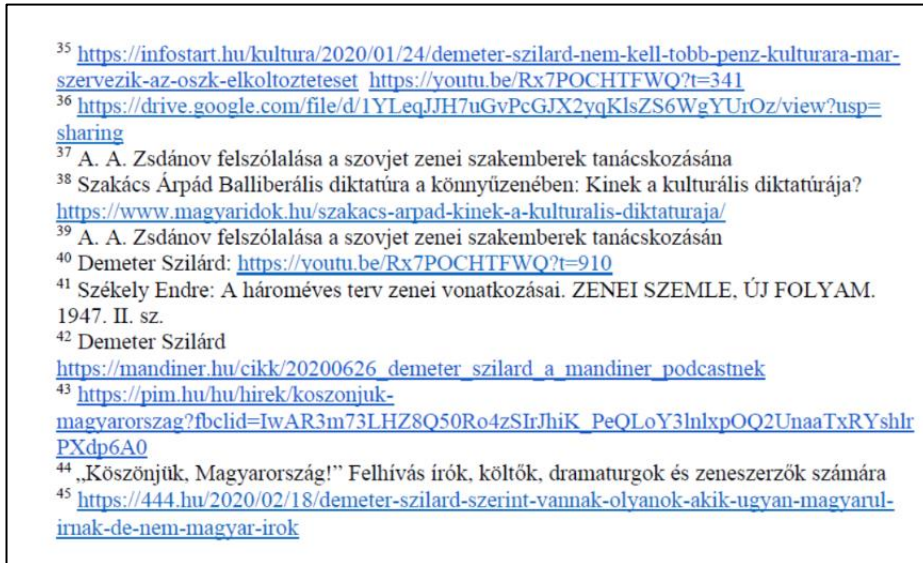 35 https://infostart.hu/kultura/2020/01/24/demeter-szilard-nem-kell-tobb-penz-kulturara-mar-
szervezik-az-oszk-elkoltozteteset https://youtu.be/Rx7POCHTFWQ?t=341
36 https://drive.google.com/file/d/1YLeqJJH7uGvPcGJX2yqKlsZS6WgYUrOz/view?usp=
sharing
37 A. A. Zsdánov felszólalása a szovjet zenei szakemberek tanácskozásána
38 Szakács Árpád Balliberális diktatúra a könnyűzenében: Kinek a kulturális diktatúrája?
https://www.magyaridok.hu/szakacs-arpad-kinek-a-kulturalis-diktaturaja/
39 A. A. Zsdánov felszólalása a szovjet zenei szakemberek tanácskozásán
40 Demeter Szilárd: https://youtu.be/Rx7POCHTFWQ?t=910
41 Székely Endre: A hároméves terv zenei vonatkozásai. ZENEI SZEMLE, ÚJ FOLYAM.
1947. II. sz.
42 Demeter Szilárd
https://mandiner.hu/cikk/20200626_demeter_szilard_a_mandiner_podcastnek
43 https://pim.hu/hu/hirek/koszonjuk-
magyarorszag?fbclid=IwAR3m73LHZ8Q50Ro4zSIrJhiK_PeQLoY3lnlxpOQ2UnaaTxRYshlr
PXdp6A0
44 „Köszönjük, Magyarország!” Felhívás írók, költők, dramaturgok és zeneszerzők számára
45 https://444.hu/2020/02/18/demeter-szilard-szerint-vannak-olyanok-akik-ugyan-magyarul-
irnak-de-nem-magyar-irok